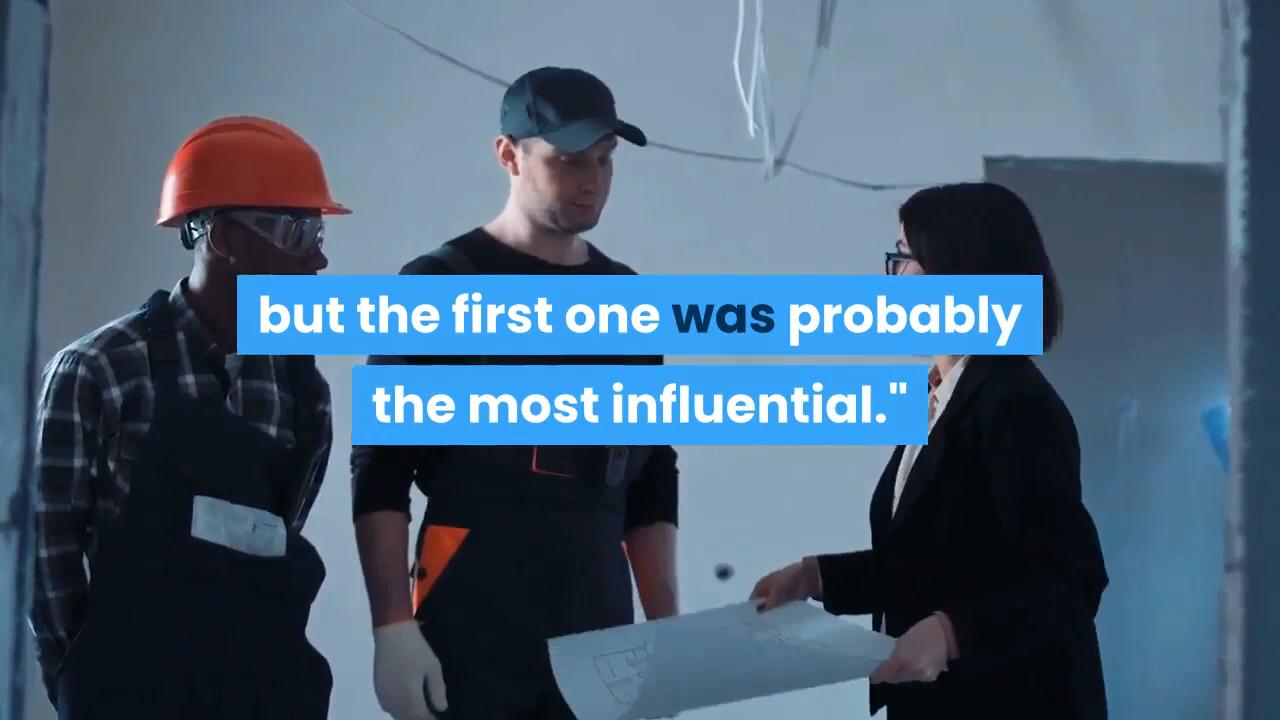 but the first one was probably
the most influential."